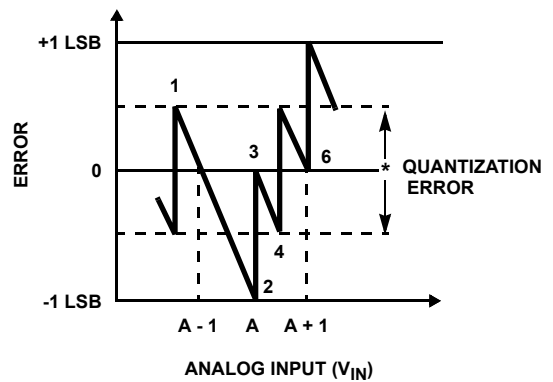 +1 LSB
1
ERROR
3
0
6
* QUANTIZATION
ERROR
4
2
-1 LSB
A - 1 A A + 1
ANALOG INPUT (VIN)